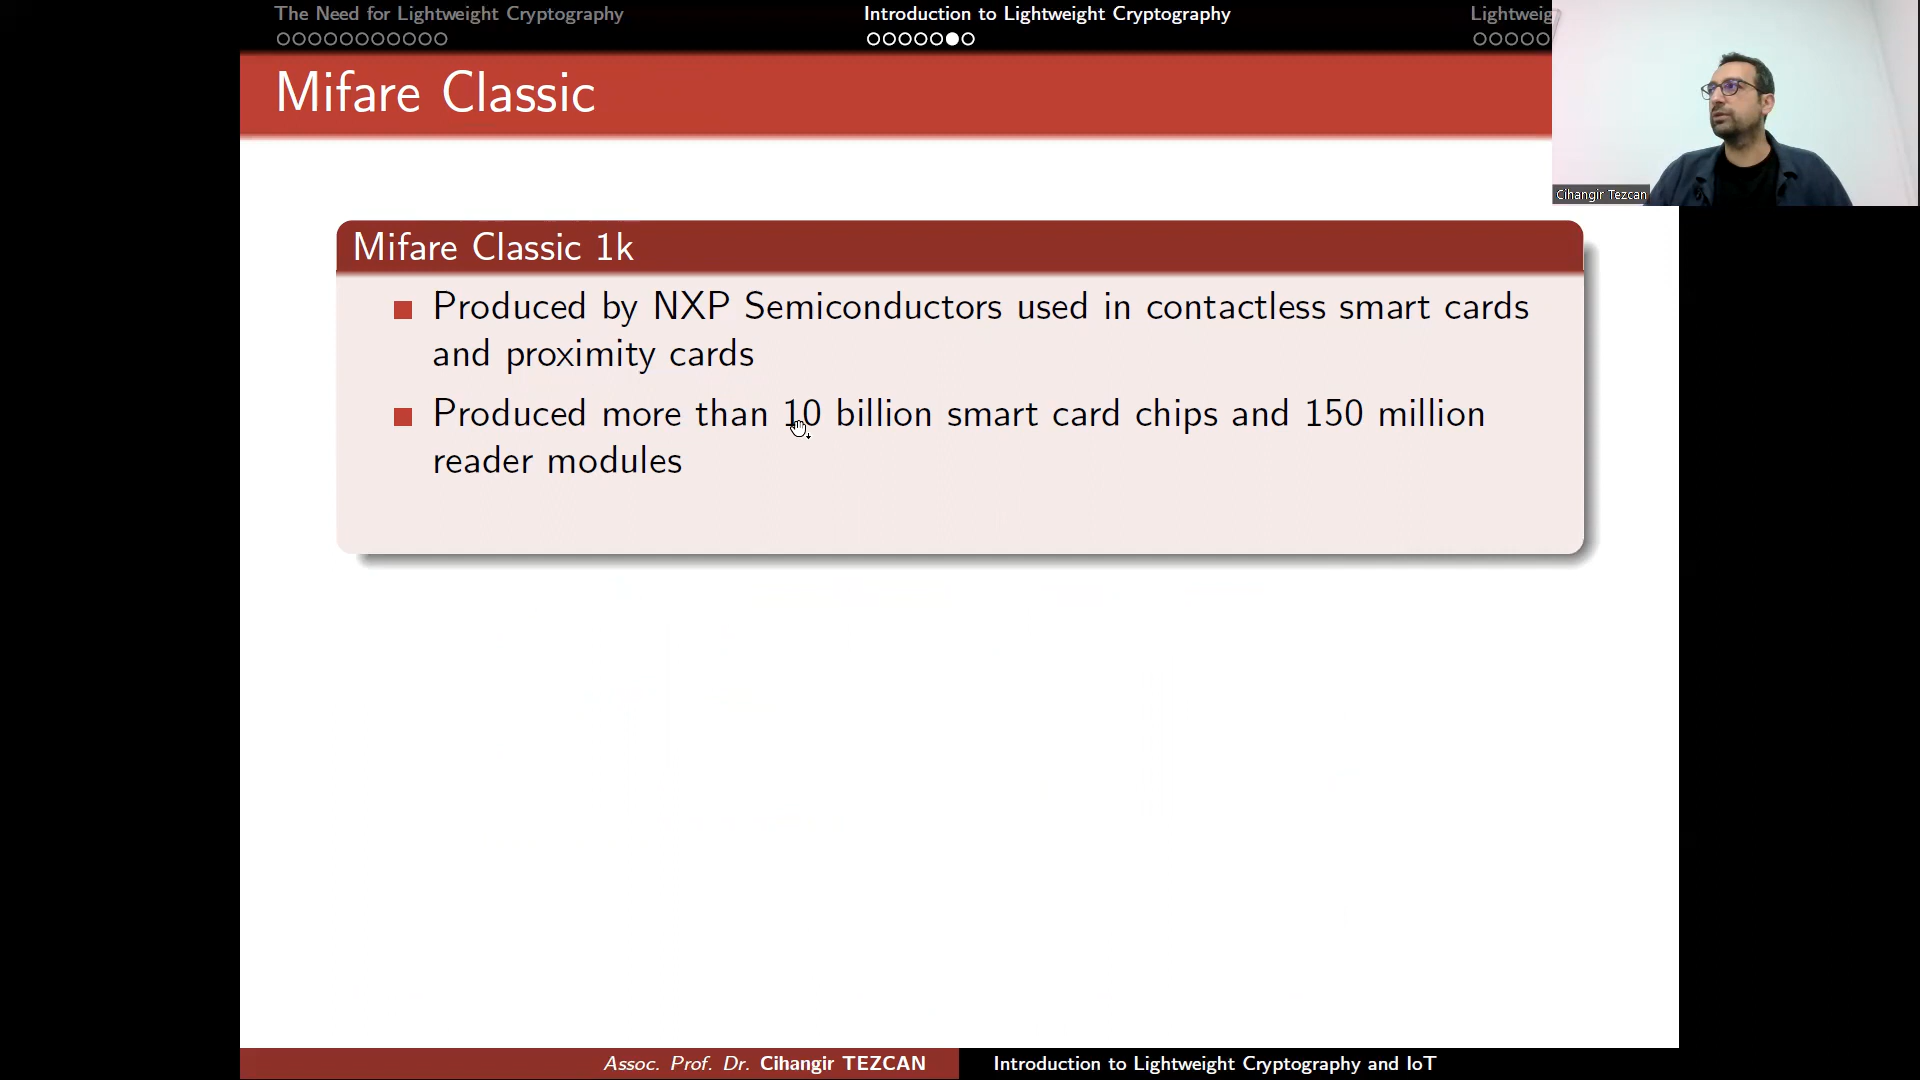 The Need for Lightweight Cryptography
Introduction to Lightweight Cryptography
Lightweig
Mifare Classic
Cihangir Tezcan
Mifare Classic 1k
Produced by NXP Semiconductors used in contactless smart cards
and proximity cards
Produced more than 10 billion smart card chips and 150 million
reader modules
Assoc. Prof. Dr. Cihangir TEZCAN
Introduction to Lightweight Cryptography and IoT